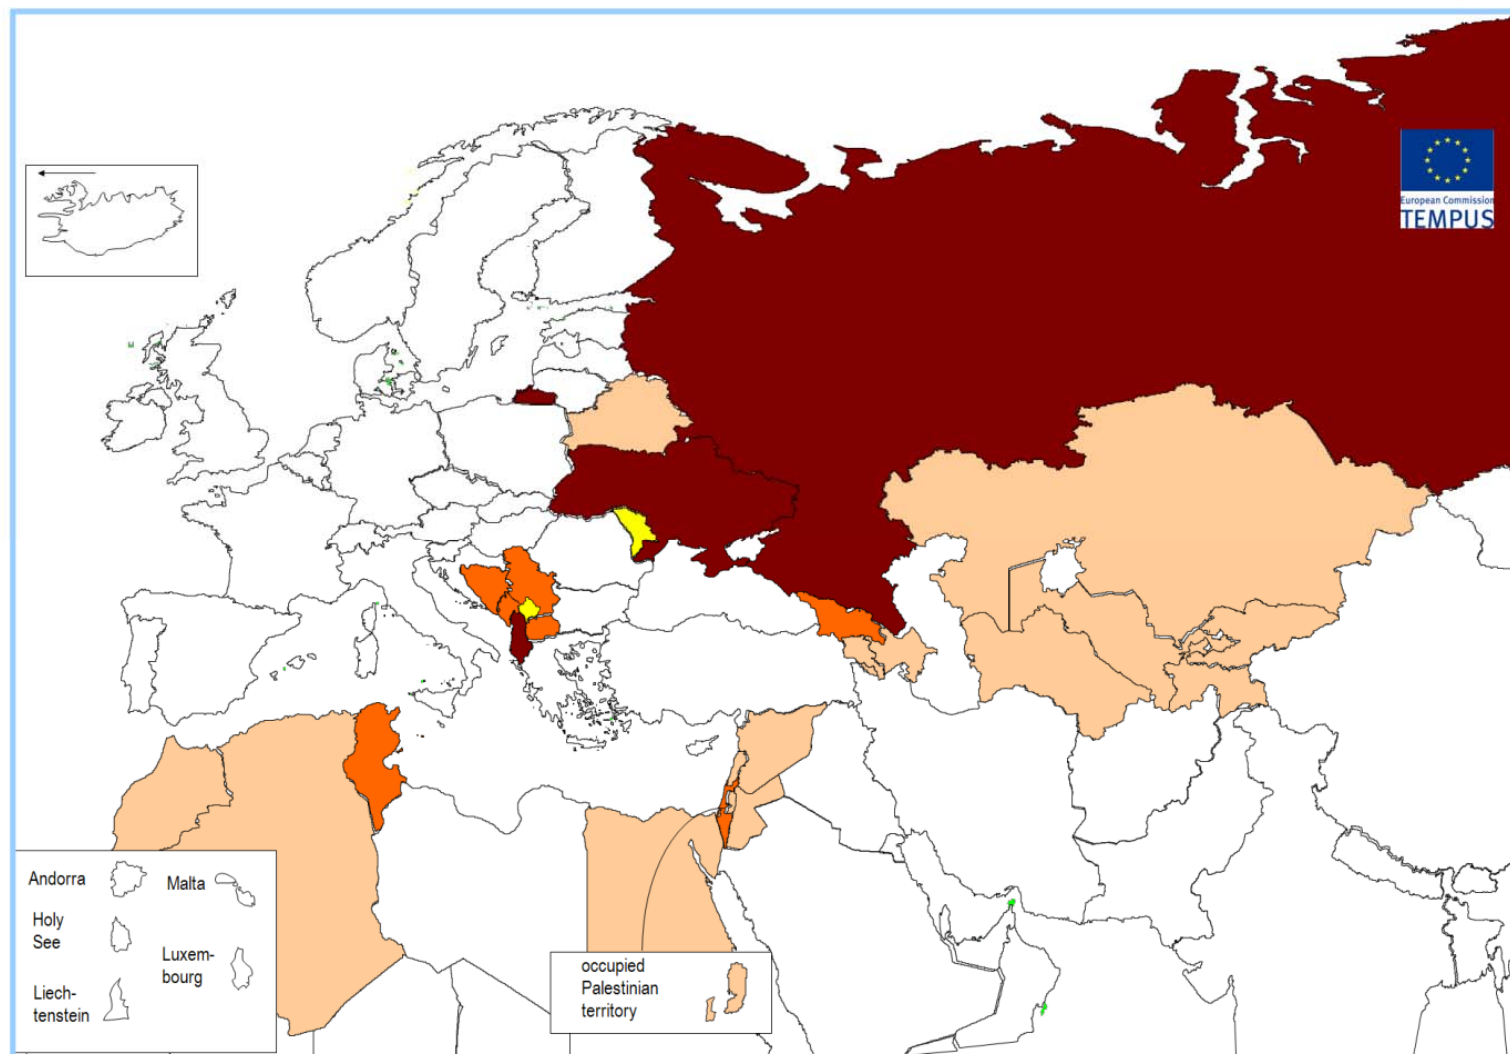 European Commission
TEMPUS
Andorra
Malta
Holy
See
Luxem-
bourg
Liech-
tenstein
occupied
Palestinian
territory